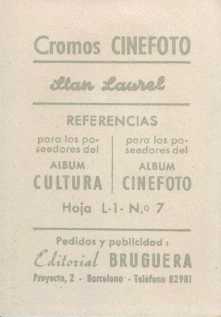 Cromos CINEFOTO
Stan Laurel
REFERENCIAS
para los po-
seedores del
ALBUM
CULTURA
para los po-
seedores del
ALBUM
CINEFOTO
Hoja L-1- N.º 7
Pedidos y publicidad:
Editorial BRUGUERA
Proyecto, 2 - Barcelona - Teléfono 82981